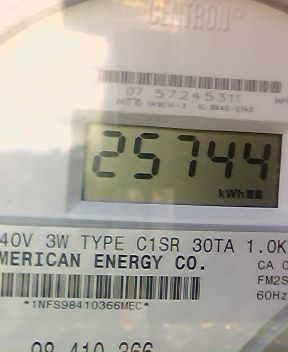 CENTRON®
07 57245311
25744
kWh
40V 3W TYPE C1SR 30TA 1.0K
MERICAN ENERGY CO.
CA 0
FM2S
60Hz
*1NFS98410366MEC*
98 410 366